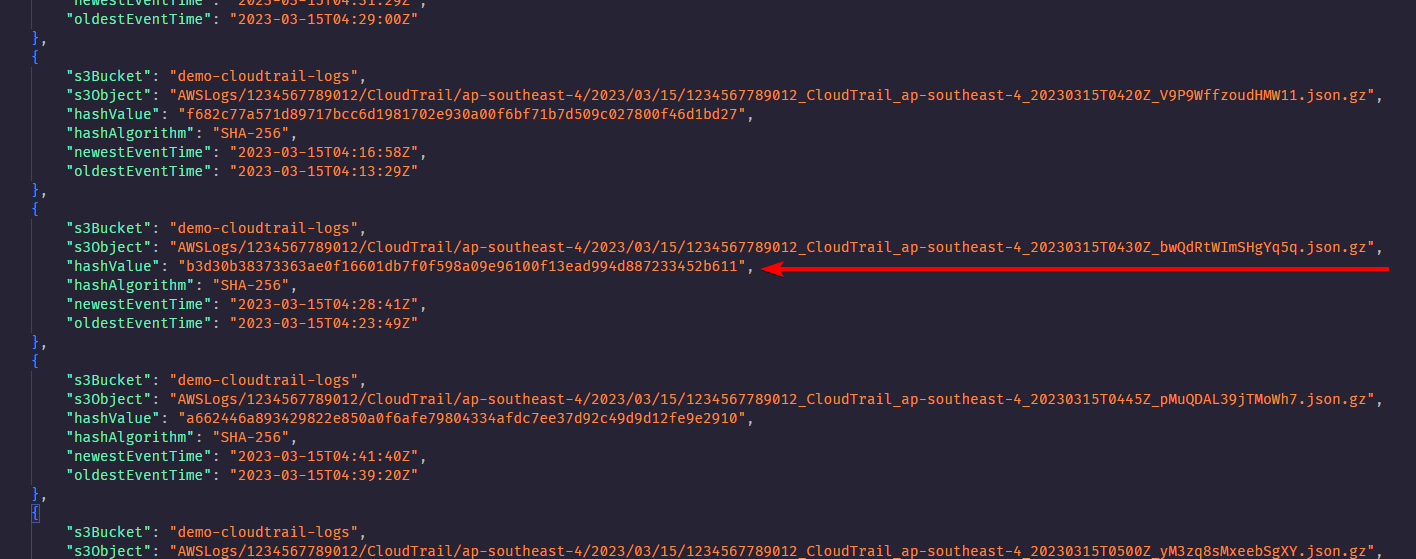 "newestEventTime": "2023-03-15T04:31:29Z",
"oldestEventTime": "2023-03-15T04:29:00Z"
},
{
"s3Bucket": "demo-cloudtrail-logs",
"s3Object": "AWSLogs/1234567789012/CloudTrail/ap-southeast-4/2023/03/15/1234567789012_CloudTrail_ap-southeast-4_20230315T0420Z_V9P9WffzoudHMW11.json.gz",
"hashValue": "f682c77a571d89717bcc6d1981702e930a00f6bf71b7d509c027800f46d1bd27",
"hashAlgorithm": "SHA-256",
"newestEventTime": "2023-03-15T04:16:58Z",
"oldestEventTime": "2023-03-15T04:13:29Z"
},
{
"s3Bucket": "demo-cloudtrail-logs",
"s3Object": "AWSLogs/1234567789012/CloudTrail/ap-southeast-4/2023/03/15/1234567789012_CloudTrail_ap-southeast-4_20230315T0430Z_bwQdRtWImSHgYq5q.json.gz",
"hashValue": "b3d30b38373363ae0f16601db7f0f598a09e96100f13ead994d887233452b611",
"hashAlgorithm": "SHA-256",
"newestEventTime": "2023-03-15T04:28:41Z",
"oldestEventTime": "2023-03-15T04:23:49Z"
},
{
"s3Bucket": "demo-cloudtrail-logs",
"s3Object": "AWSLogs/1234567789012/CloudTrail/ap-southeast-4/2023/03/15/1234567789012_CloudTrail_ap-southeast-4_20230315T0445Z_pMuQDAL39jTMoWh7.json.gz",
"hashValue": "a662446a893429822e850a0f6afe79804334afdc7ee37d92c49d9d12fe9e2910",
"hashAlgorithm": "SHA-256",
"newestEventTime": "2023-03-15T04:41:40Z",
"oldestEventTime": "2023-03-15T04:39:20Z"
},
{
"s3Bucket": "demo-cloudtrail-logs",
"s3Object": "AWSLogs/1234567789012/CloudTrail/ap-southeast-4/2023/03/15/1234567789012_CloudTrail_ap-southeast-4_20230315T0500Z_yM3zq8sMxeebSgXY.json.gz",